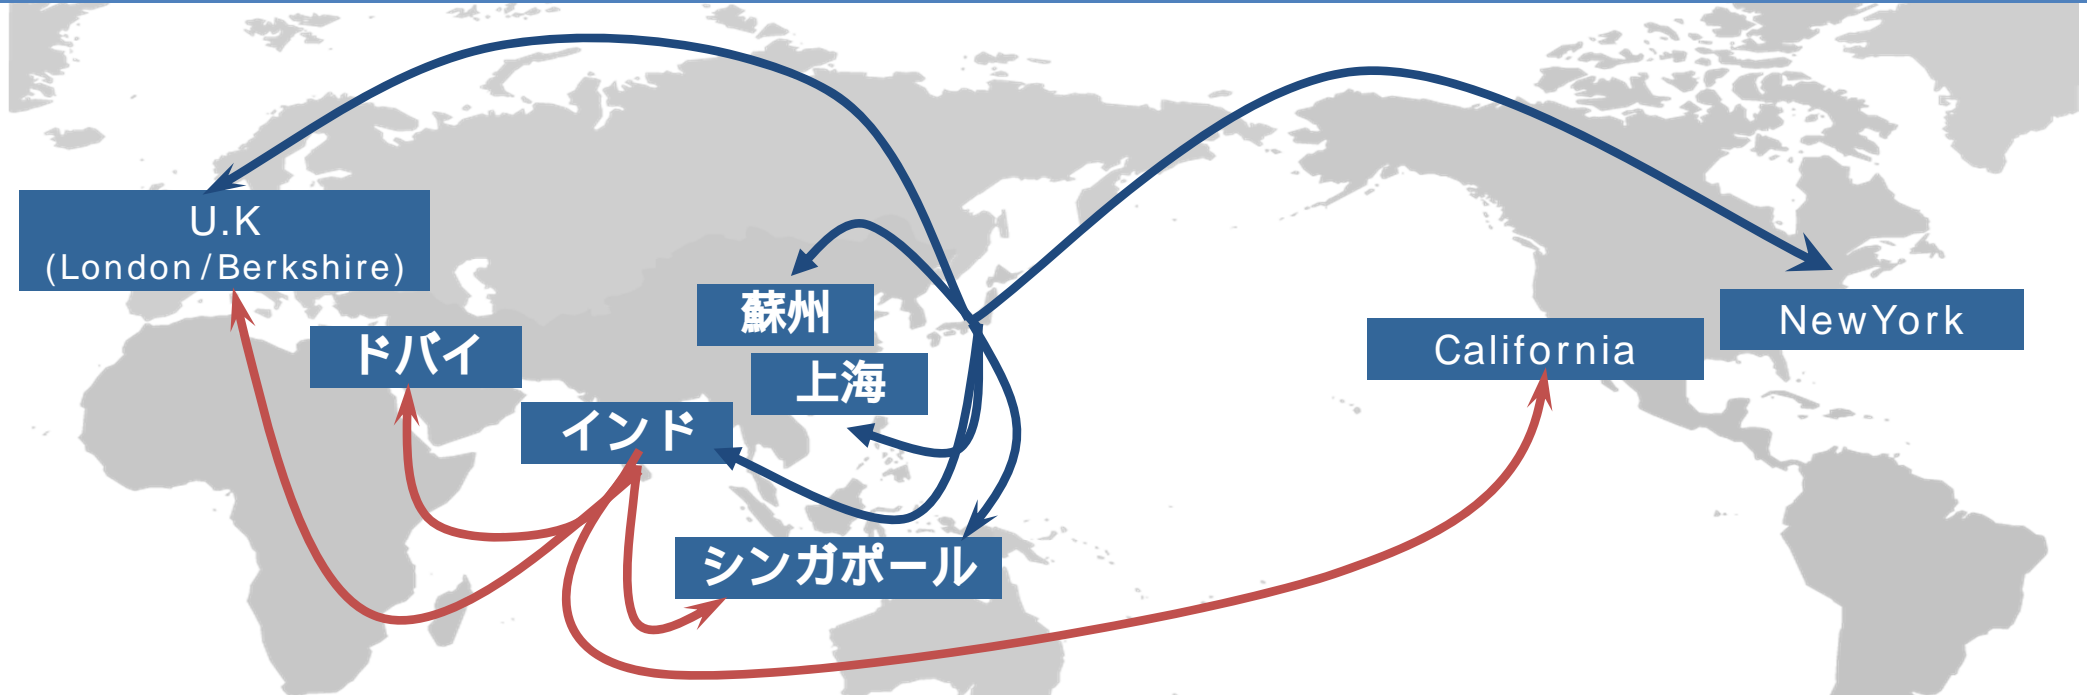 U.K
(London/Berkshire)
蘇州
ドバイ
上海
インド
シンガポール
California
NewYork